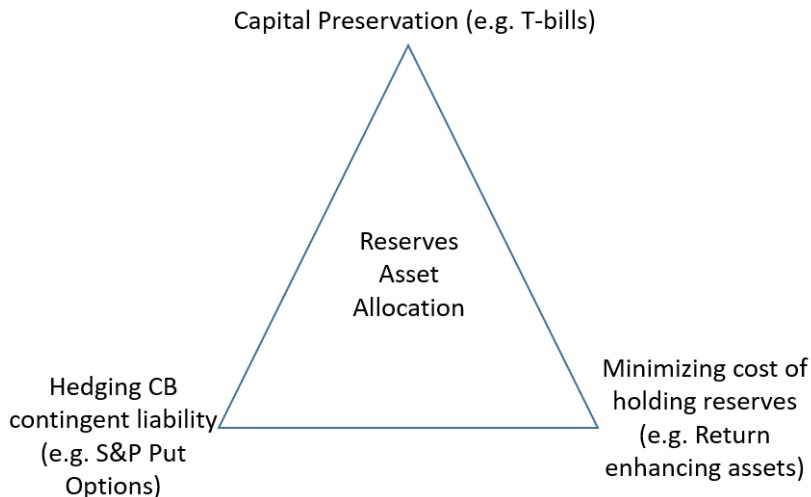 Capital Preservation (e.g. T-bills)
Reserves
Asset
Allocation
Hedging CB
contingent liability
(e.g. S&P Put
Options)
Minimizing cost of
holding reserves
(e.g. Return
enhancing assets)